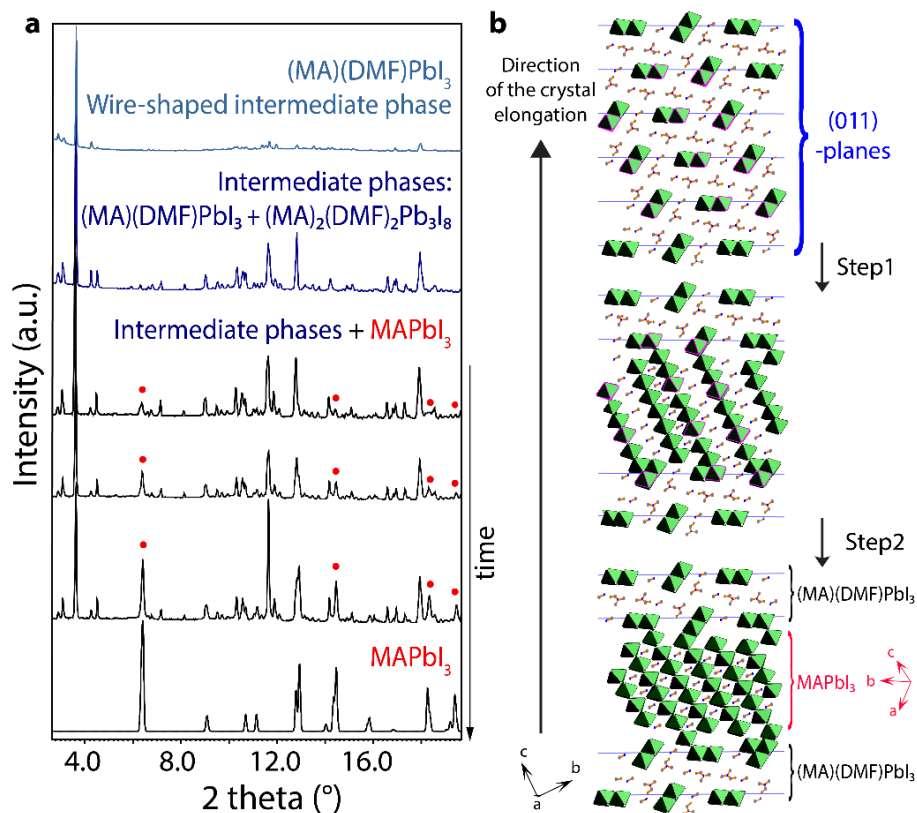 a
(MA)(DMF)PbI₃
Wire-shaped intermediate phase
Intermediate phases:
(MA)(DMF)PbI₃ + (MA)₂(DMF)₂Pb₃I₈
Intermediate phases + MAPbI₃
MAPbI₃
Intensity (a.u.)
time
4.0 8.0 12.0 16.0
2 theta (°)
b
Direction
of the crystal
elongation
(011)
-planes
Step1
Step2
(MA)(DMF)PbI₃
MAPbI₃
c
b
a
(MA)(DMF)PbI₃
c
b
a